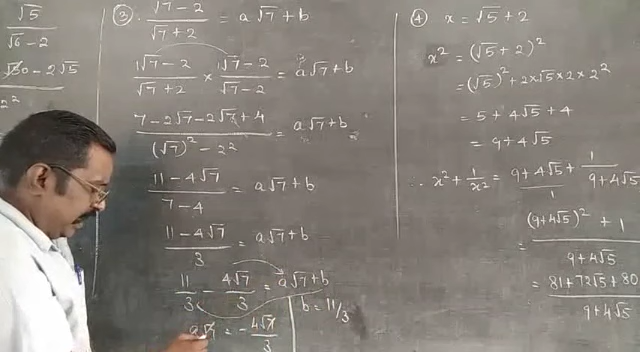 √5
√6 - 2
√30 - 2√5
2²
③ √7 - 2 / √7 + 2 = a√7 + b
√7 - 2 / √7 + 2 × √7 - 2 / √7 - 2 = a√7 + b
7 - 2√7 - 2√7 + 4 / (√7)² - 2² = a√7 + b
11 - 4√7 / 7 - 4 = a√7 + b
11 - 4√7 / 3 = a√7 + b
11 / 3 - 4√7 / 3 = a√7 + b
b = 11/3
a√7 = - 4√7 / 3
④ x = √5 + 2
x² = (√5 + 2)²
= (√5)² + 2×√5×2×2²
= 5 + 4√5 + 4
= 9 + 4√5
∴ x² + 1/x² = 9 + 4√5 / 1 + 1 / 9 + 4√5
= (9 + 4√5)² + 1 / 9 + 4√5
= 81 + 72√5 + 80 / 9 + 4√5